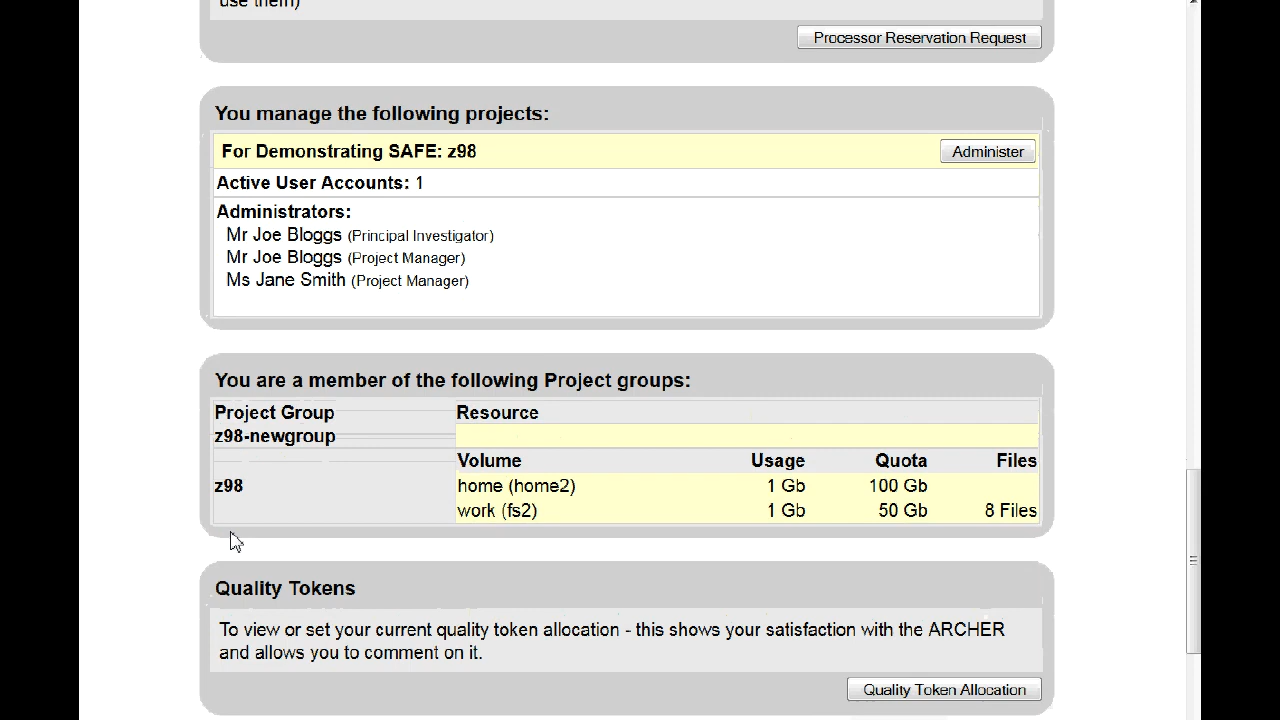 use them)
Processor Reservation Request
You manage the following projects:
For Demonstrating SAFE: z98
Administer
Active User Accounts: 1
Administrators:
Mr Joe Bloggs (Principal Investigator)
Mr Joe Bloggs (Project Manager)
Ms Jane Smith (Project Manager)
You are a member of the following Project groups:
Project Group Resource
z98-newgroup
Volume Usage Quota Files
z98 home (home2) 1 Gb 100 Gb
work (fs2) 1 Gb 50 Gb 8 Files
Quality Tokens
To view or set your current quality token allocation - this shows your satisfaction with the ARCHER
and allows you to comment on it.
Quality Token Allocation